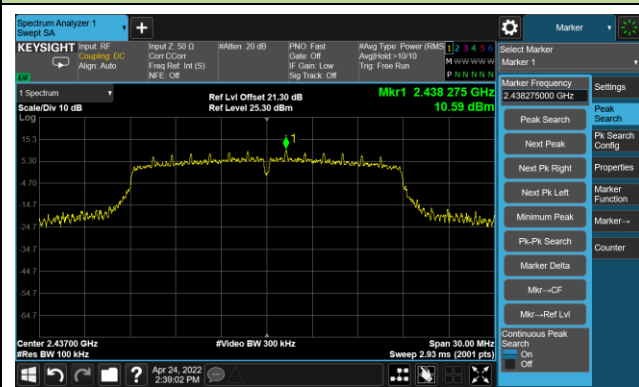 Spectrum Analyzer 1
Swept SA
+
Marker
KEYSIGHT
Input: RF
Coupling: DC
Align: Auto
Input Z: 50 Ω
Corr CCorr
Freq Ref: Int (S)
NFE: Off
#Atten: 20 dB
PNO: Fast
Gate: Off
IF Gain: Low
Sig Track: Off
#Avg Type: Power (RMS
Avg|Hold:>10/10
Trig: Free Run
1 2 3 4 5 6
M W W W W W
P N N N N N
LV
Select Marker
Marker 1
1 Spectrum
Scale/Div 10 dB
Log
Ref Lvl Offset 21.30 dB
Ref Level 25.30 dBm
Mkr1 2.438 275 GHz
10.59 dBm
1
15.3
5.30
-4.70
-14.7
-24.7
-34.7
-44.7
-54.7
-64.7
Center 2.43700 GHz
#Res BW 100 kHz
#Video BW 300 kHz
Span 30.00 MHz
Sweep 2.93 ms (2001 pts)
Marker Frequency
2.438275000 GHz
Peak Search
Next Peak
Next Pk Right
Next Pk Left
Minimum Peak
Pk-Pk Search
Marker Delta
Mkr→CF
Mkr→Ref Lvl
Continuous Peak
Search
On
Off
Settings
Peak
Search
Pk Search
Config
Properties
Marker
Function
Marker→
Counter
?
Apr 24, 2022
2:39:02 PM